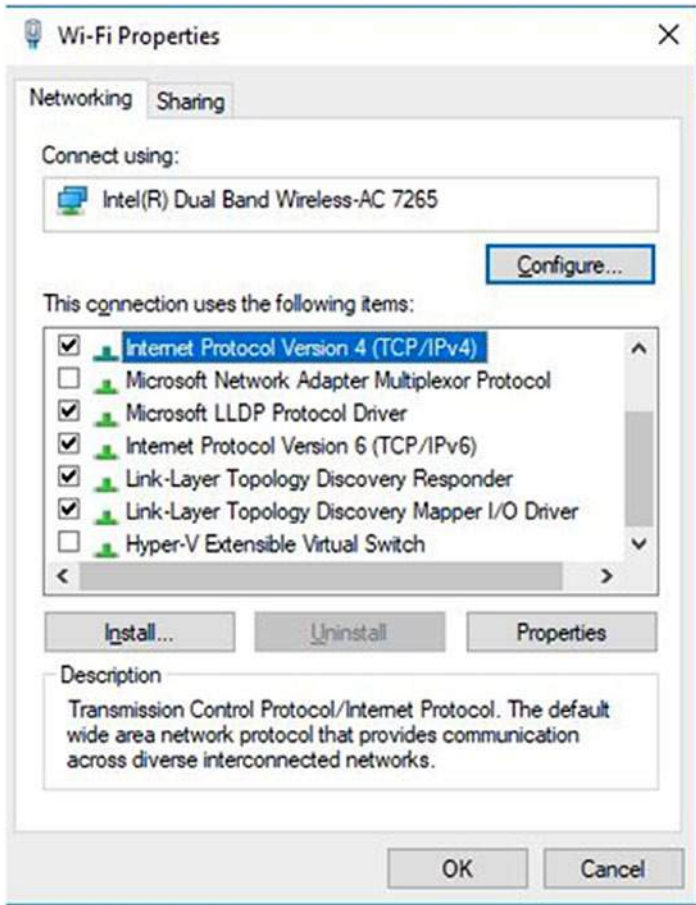 Wi-Fi Properties
Networking
Sharing
Connect using:
Intel(R) Dual Band Wireless-AC 7265
Configure...
This connection uses the following items:
Internet Protocol Version 4 (TCP/IPv4)
Microsoft Network Adapter Multiplexor Protocol
Microsoft LLDP Protocol Driver
Internet Protocol Version 6 (TCP/IPv6)
Link-Layer Topology Discovery Responder
Link-Layer Topology Discovery Mapper I/O Driver
Hyper-V Extensible Virtual Switch
Install...
Uninstall
Properties
Description
Transmission Control Protocol/Internet Protocol. The default
wide area network protocol that provides communication
across diverse interconnected networks.
OK
Cancel